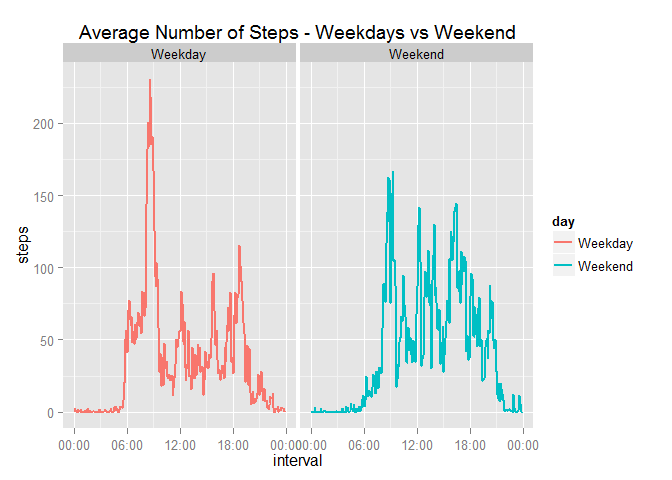 Average Number of Steps - Weekdays vs Weekend
Weekday Weekend
200
150
100
50
0
steps
00:00 06:00 12:00 18:00 00:00 00:00 06:00 12:00 18:00 00:00
interval
day
Weekday
Weekend